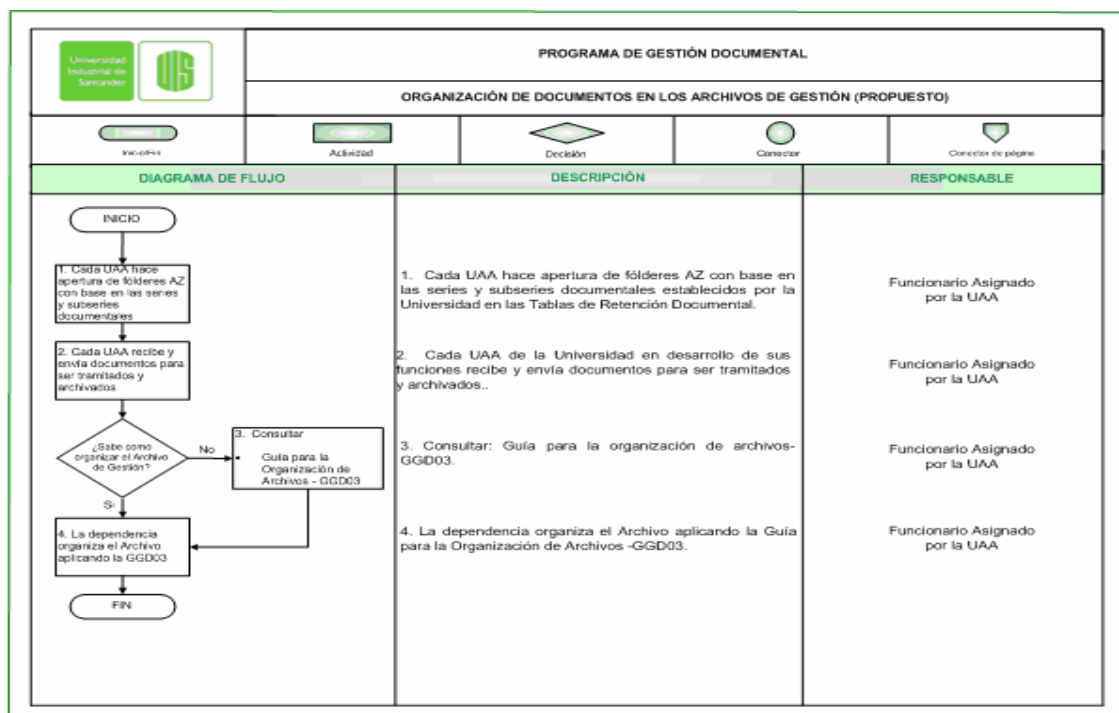 Universidad
Industrial de
Santander
UIS
PROGRAMA DE GESTIÓN DOCUMENTAL
ORGANIZACIÓN DE DOCUMENTOS EN LOS ARCHIVOS DE GESTIÓN (PROPUESTO)
Inicio/Fin
Actividad
Decisión
Conector
Conector de página
DIAGRAMA DE FLUJO
DESCRIPCIÓN
RESPONSABLE
INICIO
1. Cada UAA hace
apertura de fólderes AZ
con base en las series
y subseries
documentales
1. Cada UAA hace apertura de fólderes AZ con base en
las series y subseries documentales establecidos por la
Universidad en las Tablas de Retención Documental.
Funcionario Asignado
por la UAA
2. Cada UAA recibe y
envía documentos para
ser tramitados y
archivados
2. Cada UAA de la Universidad en desarrollo de sus
funciones recibe y envía documentos para ser tramitados
y archivados..
Funcionario Asignado
por la UAA
¿Sabe como
organizar el Archivo
de Gestión?
No
3. Consultar
• Guía para la
Organización de
Archivos - GGD03
3. Consultar: Guía para la organización de archivos-
GGD03.
Funcionario Asignado
por la UAA
Si
4. La dependencia
organiza el Archivo
aplicando la GGD03
4. La dependencia organiza el Archivo aplicando la Guía
para la Organización de Archivos -GGD03.
Funcionario Asignado
por la UAA
FIN